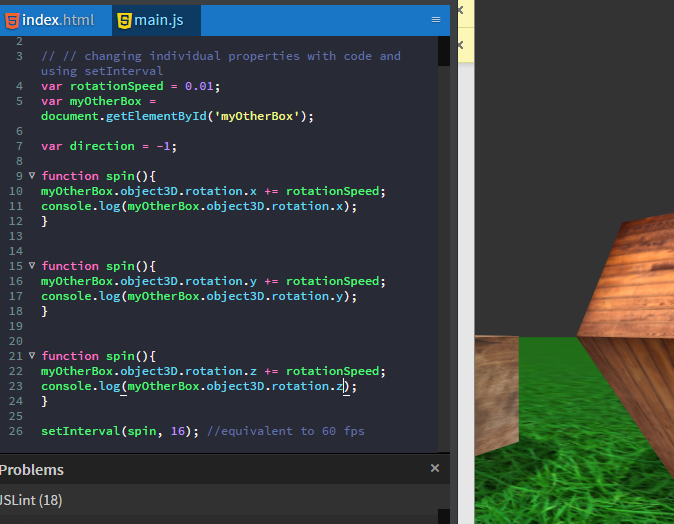 index.html main.js
2
3 // // changing individual properties with code and
using setInterval
4 var rotationSpeed = 0.01;
5 var myOtherBox =
document.getElementById('myOtherBox');
6
7 var direction = -1;
8
9 function spin(){
10 myOtherBox.object3D.rotation.x += rotationSpeed;
11 console.log(myOtherBox.object3D.rotation.x);
12 }
13
14
15 function spin(){
16 myOtherBox.object3D.rotation.y += rotationSpeed;
17 console.log(myOtherBox.object3D.rotation.y);
18 }
19
20
21 function spin(){
22 myOtherBox.object3D.rotation.z += rotationSpeed;
23 console.log(myOtherBox.object3D.rotation.z);
24 }
25
26 setInterval(spin, 16); //equivalent to 60 fps
Problems
JSLint (18)